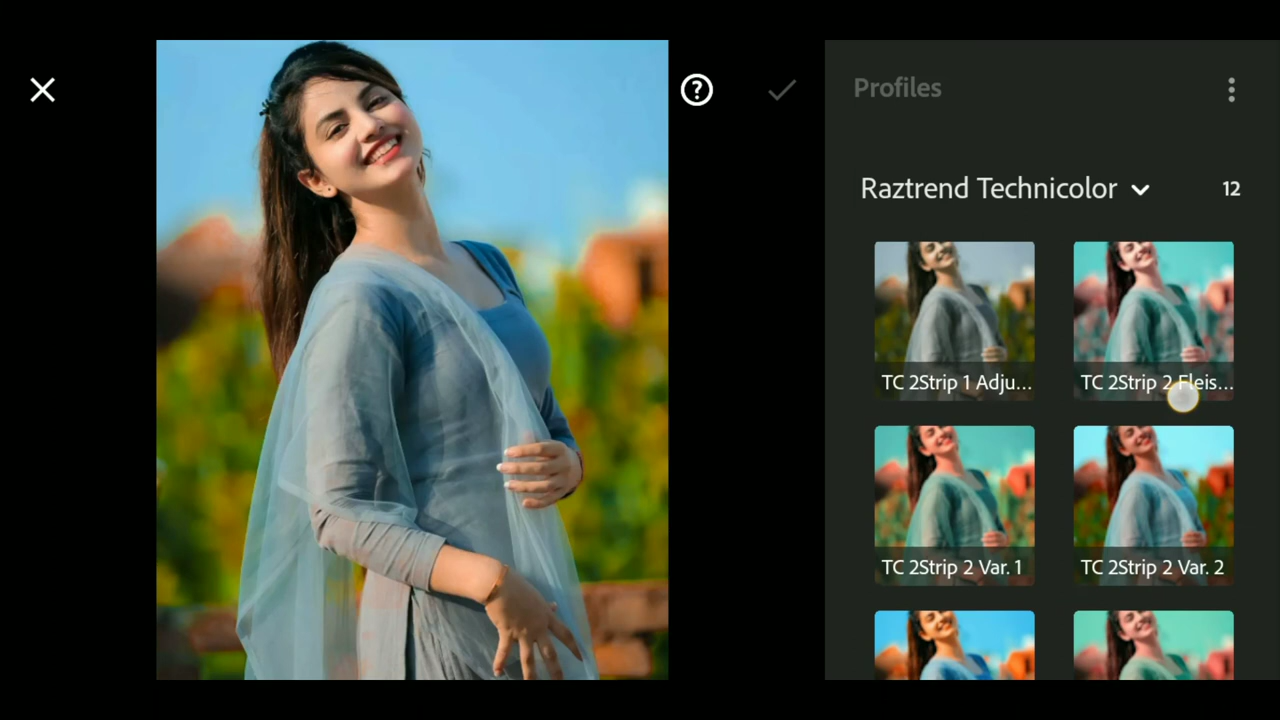 Profiles
Raztrend Technicolor
12
TC 2Strip 1 Adju...
TC 2Strip 2 Fleis...
TC 2Strip 2 Var. 1
TC 2Strip 2 Var. 2